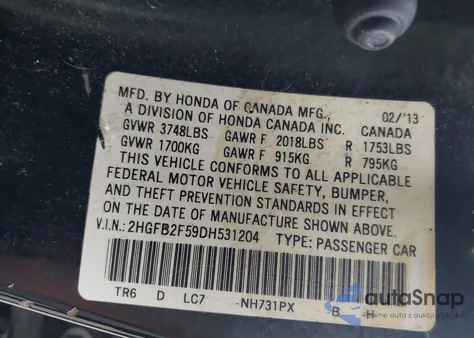 MFD. BY HONDA OF CANADA MFG., 02/'13
A DIVISION OF HONDA CANADA INC. CANADA
GVWR 3748LBS GAWR F 2018LBS R 1753LBS
GVWR 1700KG GAWR F 915KG R 795KG
THIS VEHICLE CONFORMS TO ALL APPLICABLE
FEDERAL MOTOR VEHICLE SAFETY, BUMPER,
AND THEFT PREVENTION STANDARDS IN EFFECT
ON THE DATE OF MANUFACTURE SHOWN ABOVE.
V.I.N.: 2HGFB2F59DH531204 TYPE: PASSENGER CAR
TR6 D LC7 -NH731PX B H
autoSnap